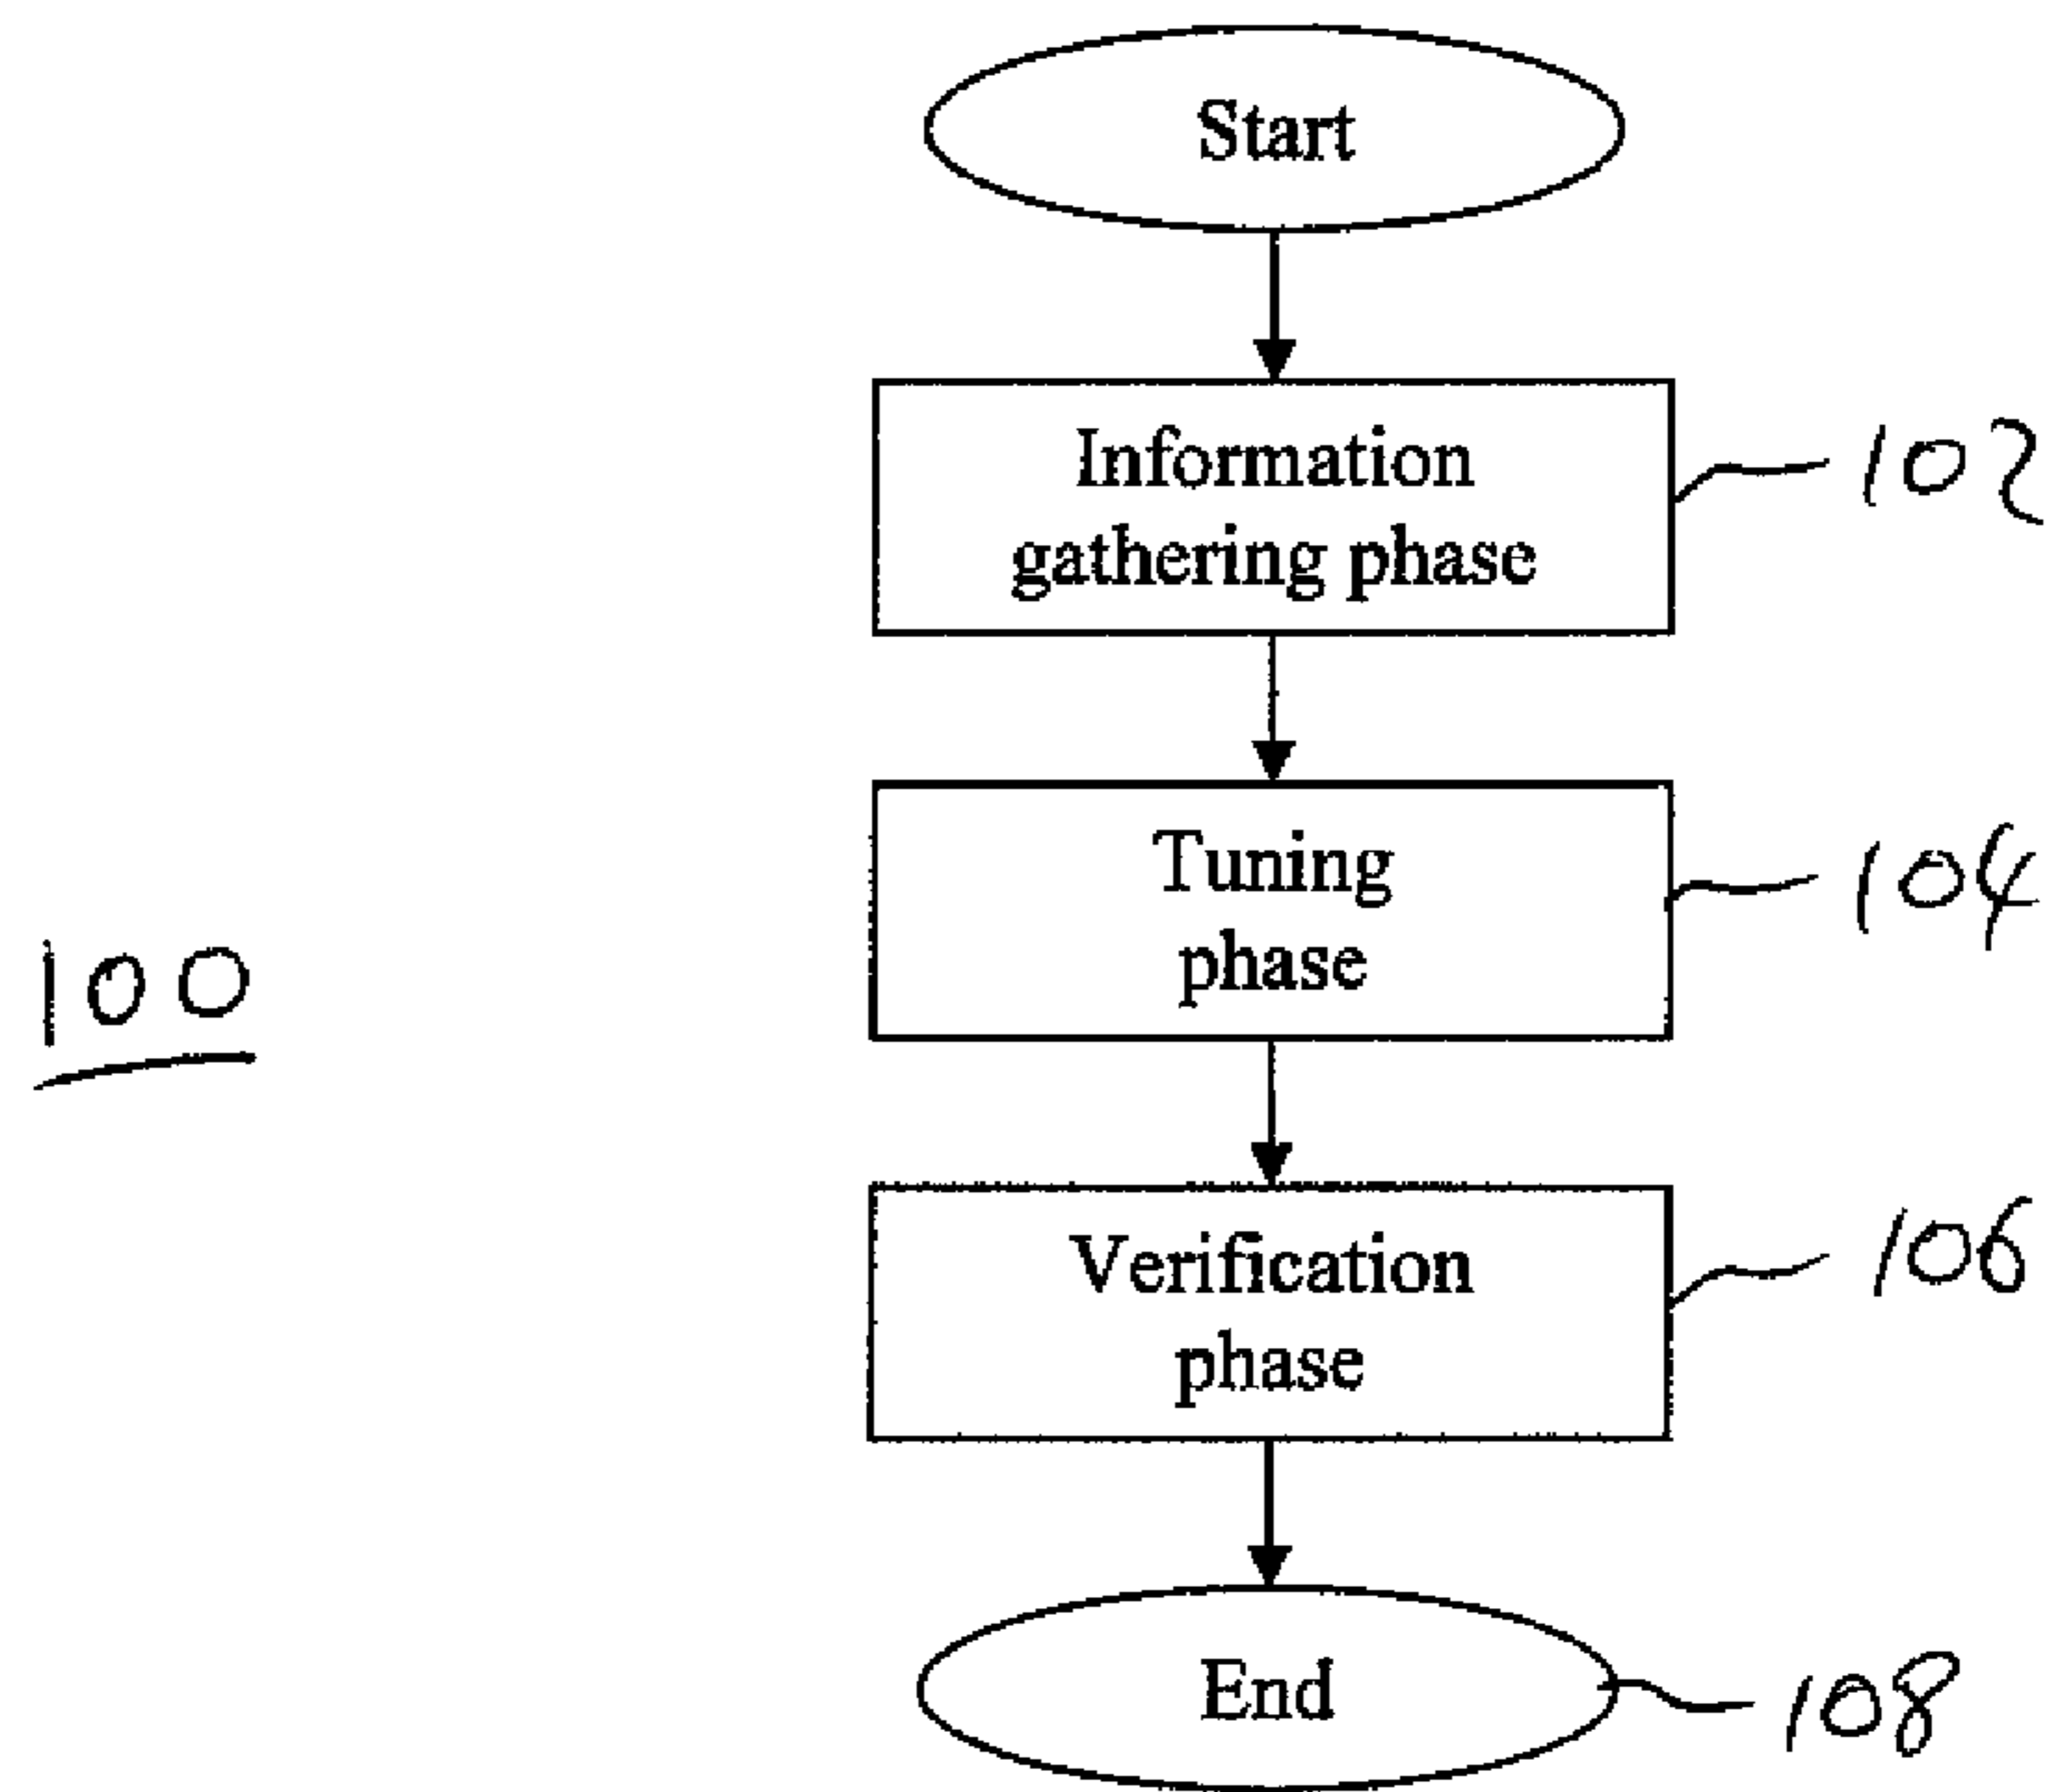 Start
Information
gathering phase
102
Tuning
phase
104
100
Verification
phase
106
End
108